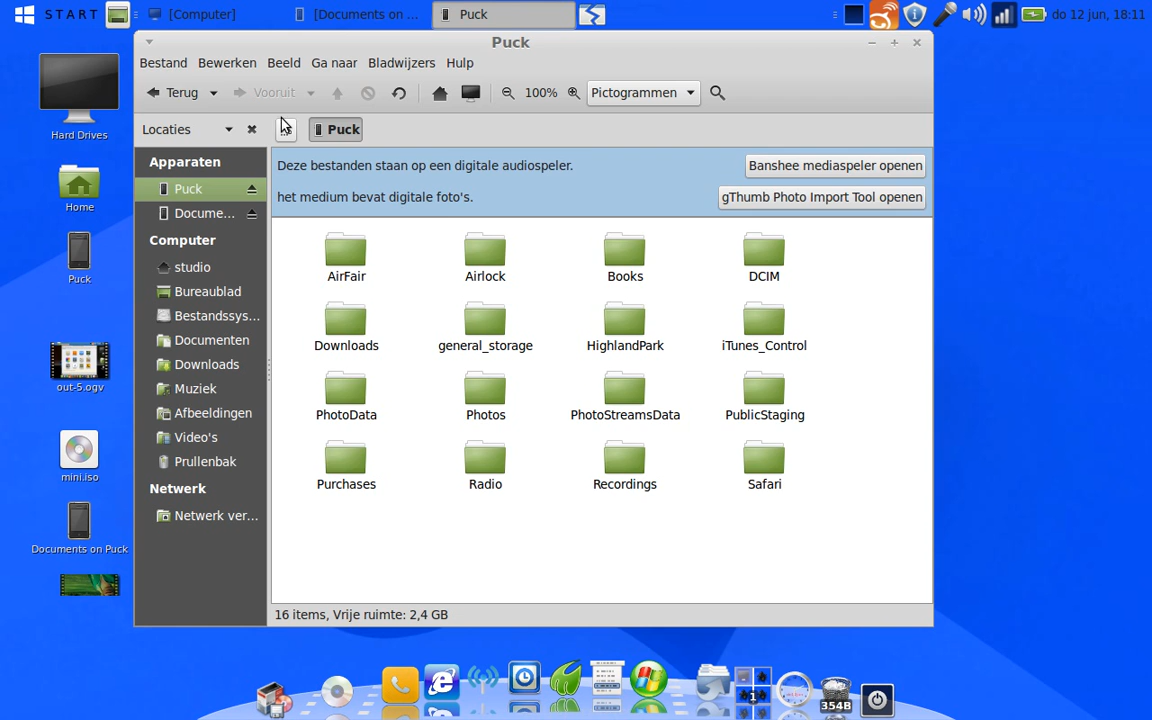 START
[Computer]
[Documents on ...
Puck
do 12 jun, 18:11
Puck
Bestand Bewerken Beeld Ga naar Bladwijzers Hulp
Terug Vooruit 100% Pictogrammen
Locaties Puck
Apparaten
Puck
Docume...
Computer
studio
Bureaublad
Bestandssys...
Documenten
Downloads
Muziek
Afbeeldingen
Video's
Prullenbak
Netwerk
Netwerk ver...
Deze bestanden staan op een digitale audiospeler. Banshee mediaspeler openen
het medium bevat digitale foto's. gThumb Photo Import Tool openen
AirFair Airlock Books DCIM
Downloads general_storage HighlandPark iTunes_Control
PhotoData Photos PhotoStreamsData PublicStaging
Purchases Radio Recordings Safari
16 items, Vrije ruimte: 2,4 GB
Hard Drives
Home
Puck
out-5.ogv
mini.iso
Documents on Puck
1
354B